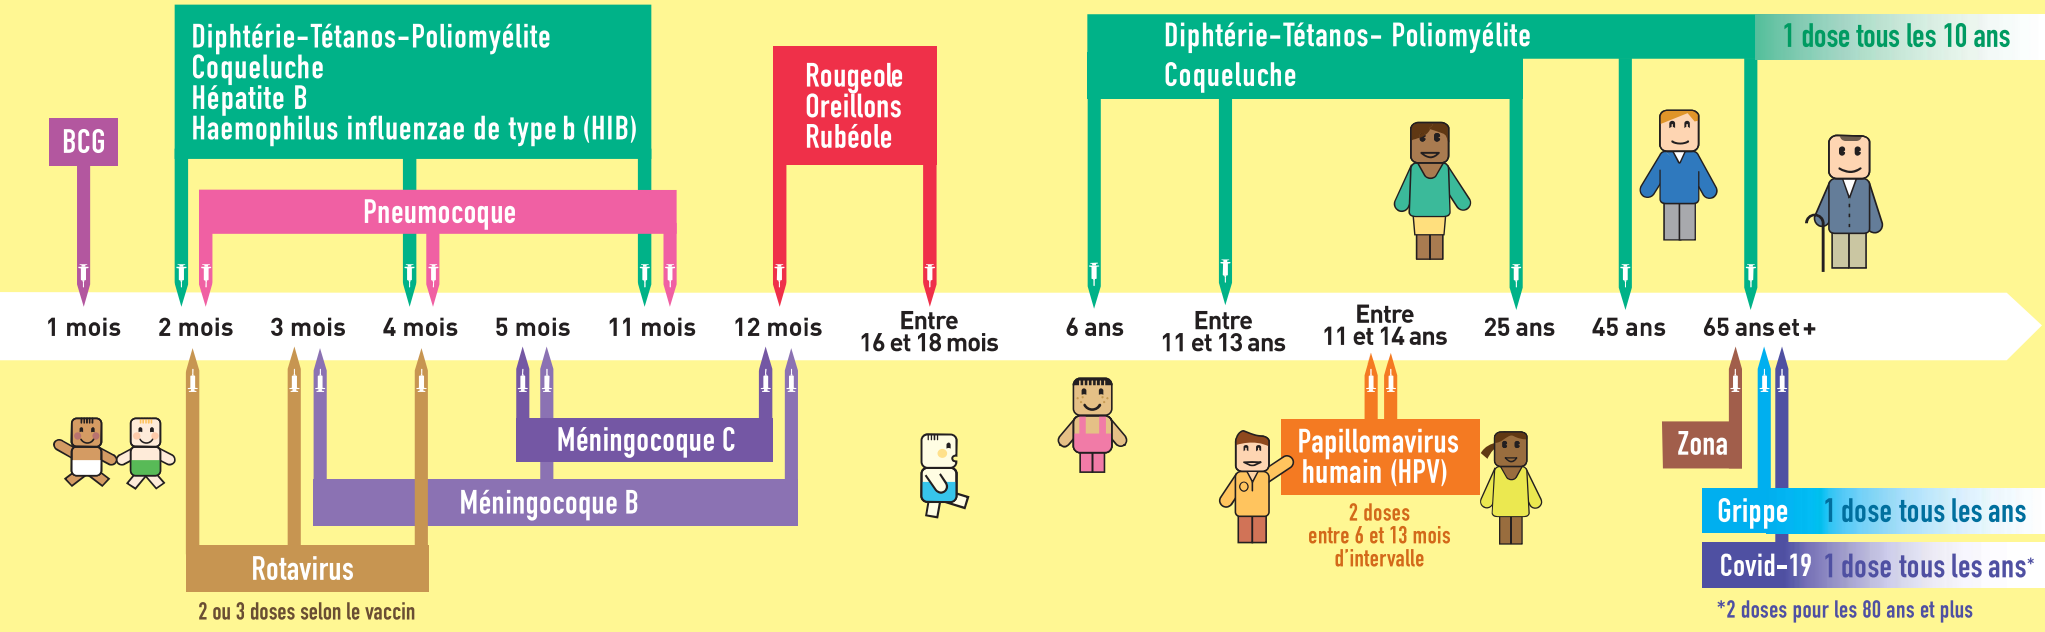 BCG
Diphtérie-Tétanos-Poliomyélite
Coqueluche
Hépatite B
Haemophilus influenzae de type b (HIB)
Pneumocoque
Rougeole
Oreillons
Rubéole
Diphtérie-Tétanos- Poliomyélite
Coqueluche
1 dose tous les 10 ans
1 mois
2 mois
3 mois
4 mois
5 mois
11 mois
12 mois
Entre
16 et 18 mois
6 ans
Entre
11 et 13 ans
Entre
11 et 14 ans
25 ans
45 ans
65 ans et +
Méningocoque C
Méningocoque B
Rotavirus
2 ou 3 doses selon le vaccin
Papillomavirus
humain (HPV)
2 doses
entre 6 et 13 mois
d'intervalle
Zona
Grippe 1 dose tous les ans
Covid-19 1 dose tous les ans*
*2 doses pour les 80 ans et plus